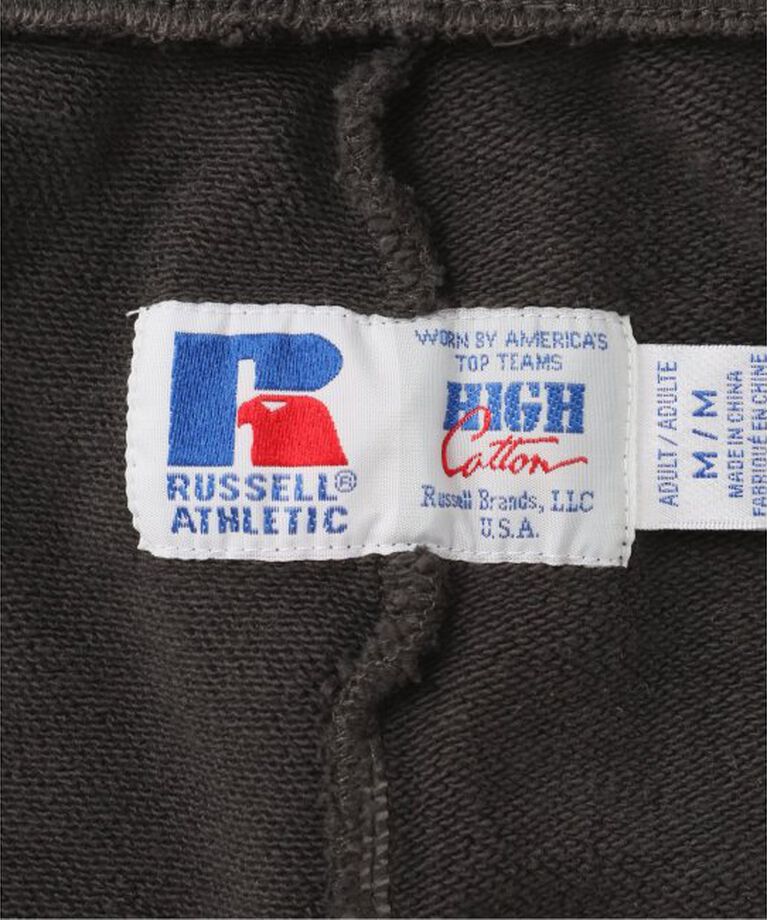 RUSSELL®
ATHLETIC
WORN BY AMERICA'S
TOP TEAMS
HIGH
Cotton
Russell Brands, LLC
U.S.A.
ADULT / ADULTE
M / M
MADE IN CHINA
FABRIQUÉ EN CHINE